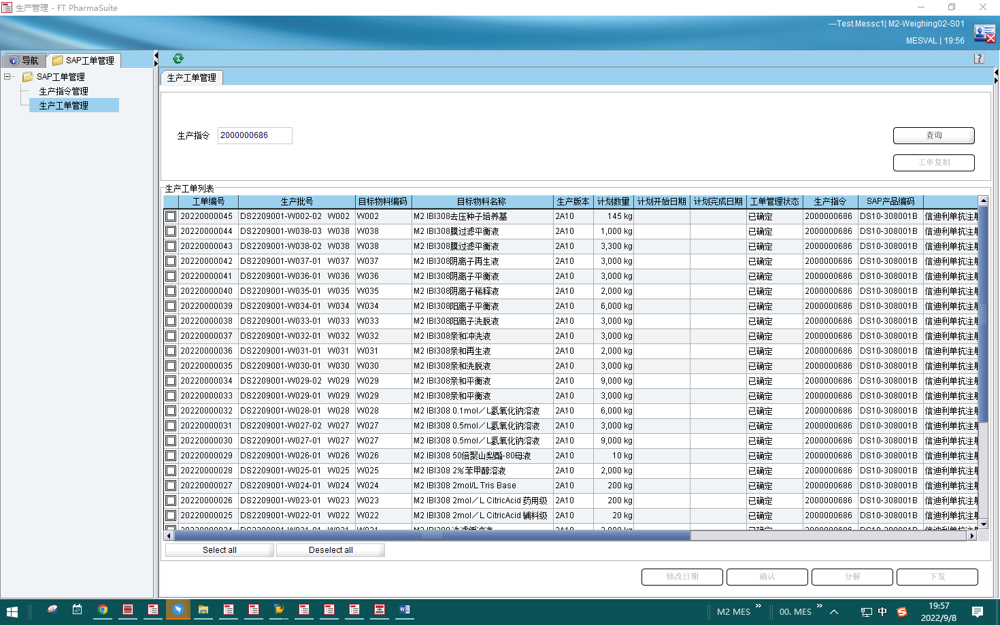 生产管理 - FT PharmaSuite
---Test.Messc1| M2-Weighing02-S01
MESVAL | 19:56
导航 SAP工单管理
SAP工单管理
生产指令管理
生产工单管理
生产工单管理
生产指令 2000000686 查询
工单复制
生产工单列表
工单编号 生产批号 目标物料编码 目标物料名称 生产版本 计划数量 计划开始日期 计划完成日期 工单管理状态 生产指令 SAP产品编码
20220000045 DS2209001-W002-02 W002 W002 M2 IBI308去压种子培养基 2A10 145 kg 已确定 2000000686 DS10-308001B 信迪利单抗注射
20220000044 DS2209001-W038-03 W038 W038 M2 IBI308膜过滤平衡液 2A10 1,000 kg 已确定 2000000686 DS10-308001B 信迪利单抗注射
20220000043 DS2209001-W038-02 W038 W038 M2 IBI308膜过滤平衡液 2A10 3,300 kg 已确定 2000000686 DS10-308001B 信迪利单抗注射
20220000042 DS2209001-W037-01 W037 W037 M2 IBI308阴离子再生液 2A10 3,000 kg 已确定 2000000686 DS10-308001B 信迪利单抗注射
20220000041 DS2209001-W036-01 W036 W036 M2 IBI308阴离子平衡液 2A10 3,000 kg 已确定 2000000686 DS10-308001B 信迪利单抗注射
20220000040 DS2209001-W035-01 W035 W035 M2 IBI308阴离子稀释液 2A10 2,000 kg 已确定 2000000686 DS10-308001B 信迪利单抗注射
20220000039 DS2209001-W034-01 W034 W034 M2 IBI308阳离子平衡液 2A10 6,000 kg 已确定 2000000686 DS10-308001B 信迪利单抗注射
20220000038 DS2209001-W033-01 W033 W033 M2 IBI308阳离子洗脱液 2A10 3,000 kg 已确定 2000000686 DS10-308001B 信迪利单抗注射
20220000037 DS2209001-W032-01 W032 W032 M2 IBI308亲和冲洗液 2A10 3,000 kg 已确定 2000000686 DS10-308001B 信迪利单抗注射
20220000036 DS2209001-W031-01 W031 W031 M2 IBI308亲和再生液 2A10 2,000 kg 已确定 2000000686 DS10-308001B 信迪利单抗注射
20220000035 DS2209001-W030-01 W030 W030 M2 IBI308亲和洗脱液 2A10 3,000 kg 已确定 2000000686 DS10-308001B 信迪利单抗注射
20220000034 DS2209001-W029-02 W029 W029 M2 IBI308亲和平衡液 2A10 9,000 kg 已确定 2000000686 DS10-308001B 信迪利单抗注射
20220000033 DS2209001-W029-01 W029 W029 M2 IBI308亲和平衡液 2A10 3,000 kg 已确定 2000000686 DS10-308001B 信迪利单抗注射
20220000032 DS2209001-W028-01 W028 W028 M2 IBI308 0.1mol／L氢氧化钠溶液 2A10 6,000 kg 已确定 2000000686 DS10-308001B 信迪利单抗注射
20220000031 DS2209001-W027-02 W027 W027 M2 IBI308 0.5mol／L氢氧化钠溶液 2A10 3,000 kg 已确定 2000000686 DS10-308001B 信迪利单抗注射
20220000030 DS2209001-W027-01 W027 W027 M2 IBI308 0.5mol／L氢氧化钠溶液 2A10 9,000 kg 已确定 2000000686 DS10-308001B 信迪利单抗注射
20220000029 DS2209001-W026-01 W026 W026 M2 IBI308 50倍聚山梨酯-80母液 2A10 10 kg 已确定 2000000686 DS10-308001B 信迪利单抗注射
20220000028 DS2209001-W025-01 W025 W025 M2 IBI308 2%苯甲醇溶液 2A10 2,000 kg 已确定 2000000686 DS10-308001B 信迪利单抗注射
20220000027 DS2209001-W024-01 W024 W024 M2 IBI308 2mol/L Tris Base 2A10 200 kg 已确定 2000000686 DS10-308001B 信迪利单抗注射
20220000026 DS2209001-W023-01 W023 W023 M2 IBI308 2mol／L CitricAcid 药用级 2A10 200 kg 已确定 2000000686 DS10-308001B 信迪利单抗注射
20220000025 DS2209001-W022-01 W022 W022 M2 IBI308 2mol／L CitricAcid 辅料级 2A10 20 kg 已确定 2000000686 DS10-308001B 信迪利单抗注射
Select all Deselect all
修改日期 确认 分解 下发
M2 MES 00. MES 中 19:57
2022/9/8